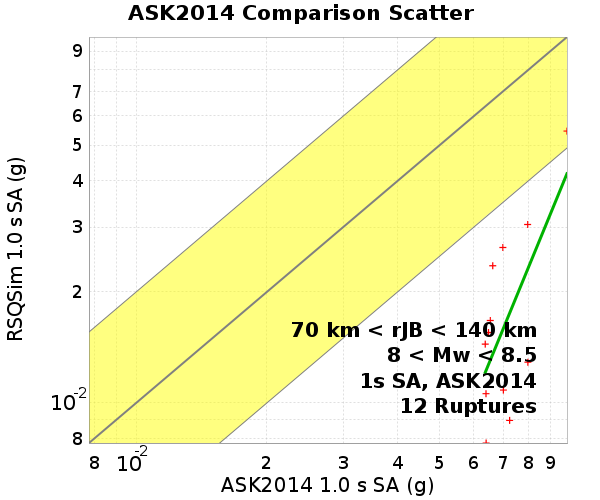 ASK2014 Comparison Scatter
RSQSim 1.0 s SA (g)
9
7
6
5
4
3
2
10-2
8
70 km < rJB < 140 km
8 < Mw < 8.5
1s SA, ASK2014
12 Ruptures
8 10-2 2 3 4 5 6 7 8 9
ASK2014 1.0 s SA (g)